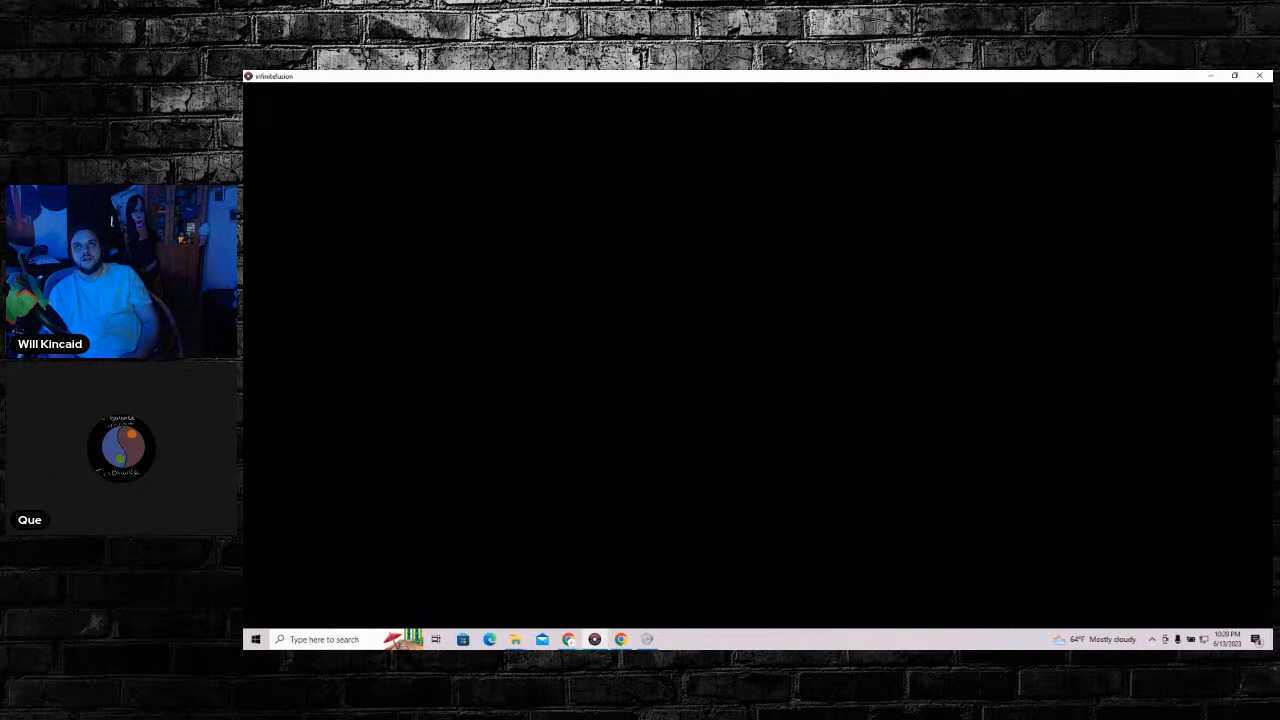 infinitefusion
Will Kincaid
Que
Type here to search
64°F Mostly cloudy
10:20 PM
6/13/2023